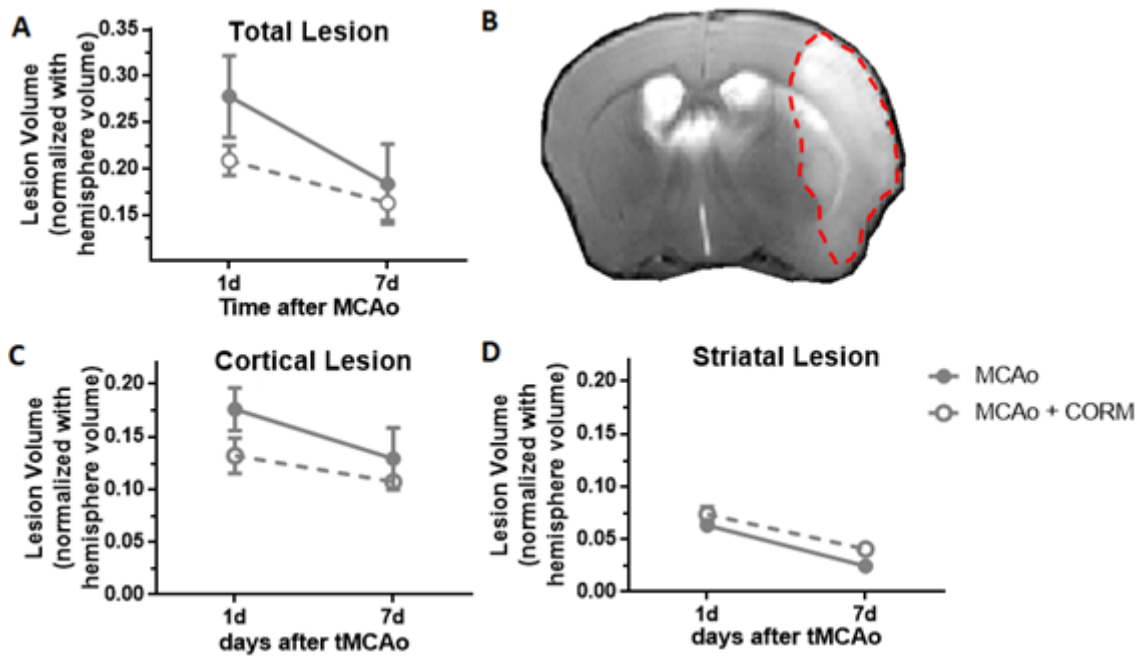 A
Total Lesion
Lesion Volume
(normalized with
hemisphere volume)
0.35
0.30
0.25
0.20
0.15
1d 7d
Time after MCAo
B
C
Cortical Lesion
Lesion Volume
(normalized with
hemisphere volume)
0.20
0.15
0.10
0.05
0.00
1d 7d
days after tMCAo
D
Striatal Lesion
Lesion Volume
(normalized with
hemisphere volume)
0.20
0.15
0.10
0.05
0.00
1d 7d
days after tMCAo
MCAo
MCAo + CORM